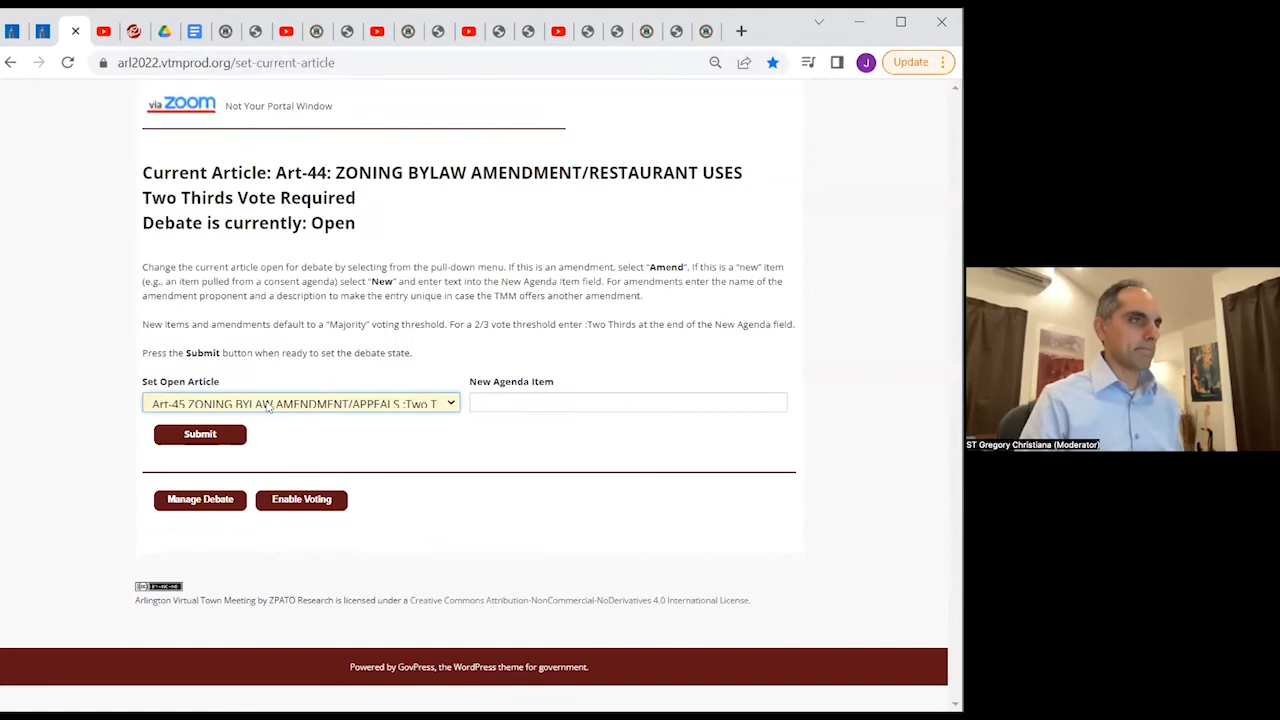 arl2022.vtmprod.org/set-current-article
J
Update
via zoom
Not Your Portal Window
Current Article: Art-44: ZONING BYLAW AMENDMENT/RESTAURANT USES
Two Thirds Vote Required
Debate is currently: Open
Change the current article open for debate by selecting from the pull-down menu. If this is an amendment, select "Amend". If this is a "new" item
(e.g., an item pulled from a consent agenda) select "New" and enter text into the New Agenda Item field. For amendments enter the name of the
amendment proponent and a description to make the entry unique in case the TMM offers another amendment.
New items and amendments default to a "Majority" voting threshold. For a 2/3 vote threshold enter :Two Thirds at the end of the New Agenda field.
Press the Submit button when ready to set the debate state.
Set Open Article
New Agenda Item
Art-45 ZONING BYLAW AMENDMENT/APPEALS :Two T
Submit
Manage Debate
Enable Voting
Arlington Virtual Town Meeting by ZPATO Research is licensed under a Creative Commons Attribution-NonCommercial-NoDerivatives 4.0 International License.
Powered by GovPress, the WordPress theme for government.
ST Gregory Christiana (Moderator)